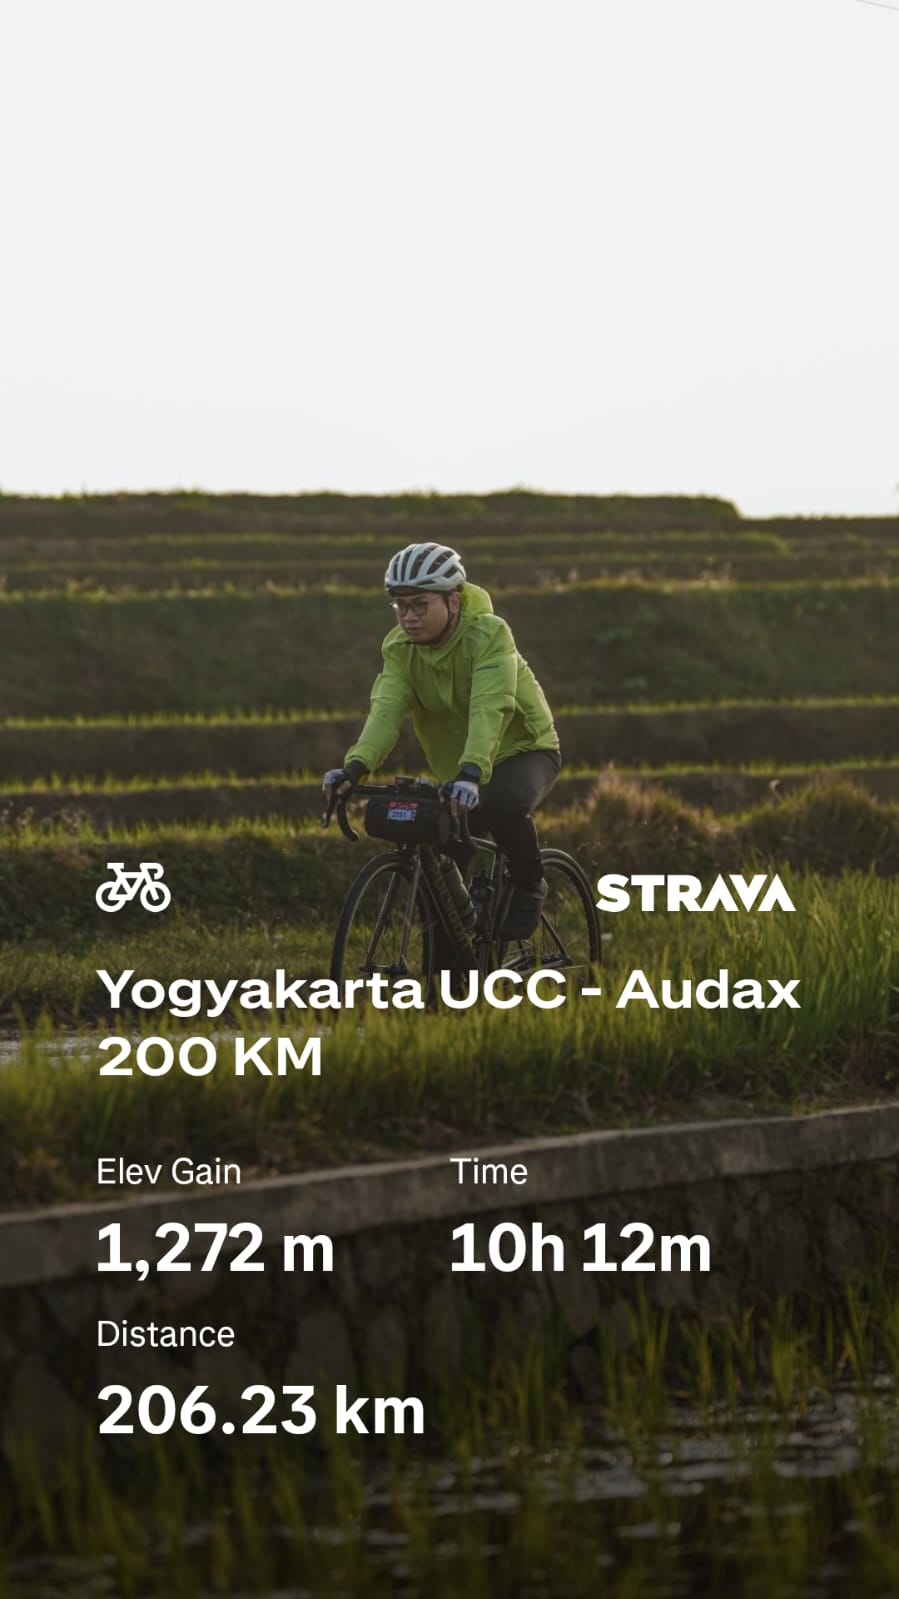 STRAVA
Yogyakarta UCC - Audax
200 KM
Elev Gain
Time
1,272 m
10h 12m
Distance
206.23 km